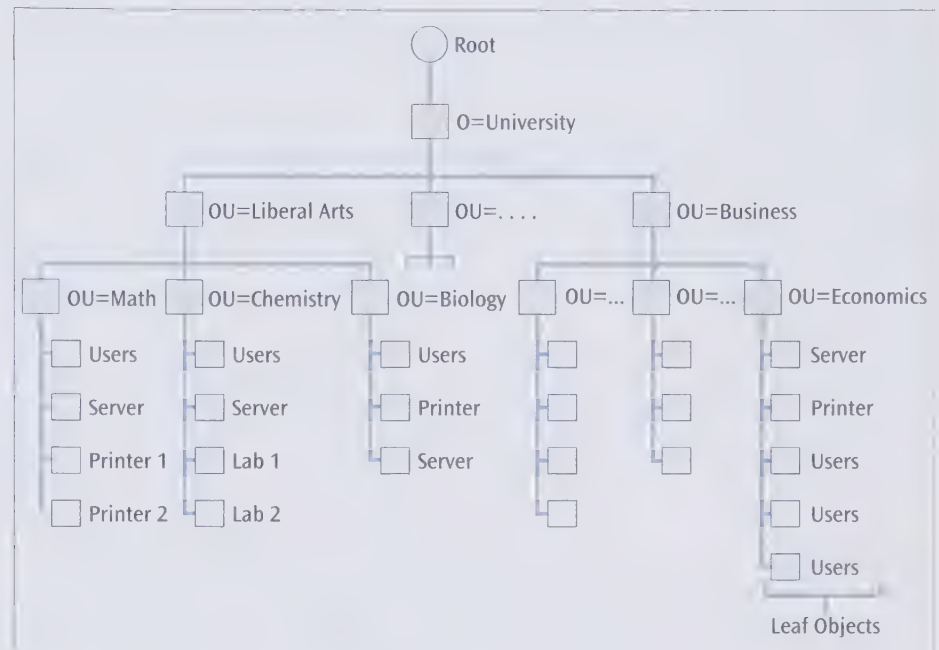 Root
O=University
OU=Liberal Arts
OU=. . . .
OU=Business
OU=Math
OU=Chemistry
OU=Biology
OU=...
OU=...
OU=Economics
Users
Users
Users
Server
Server
Server
Printer
Printer
Printer 1
Lab 1
Server
Users
Printer 2
Lab 2
Users
Users
Leaf Objects